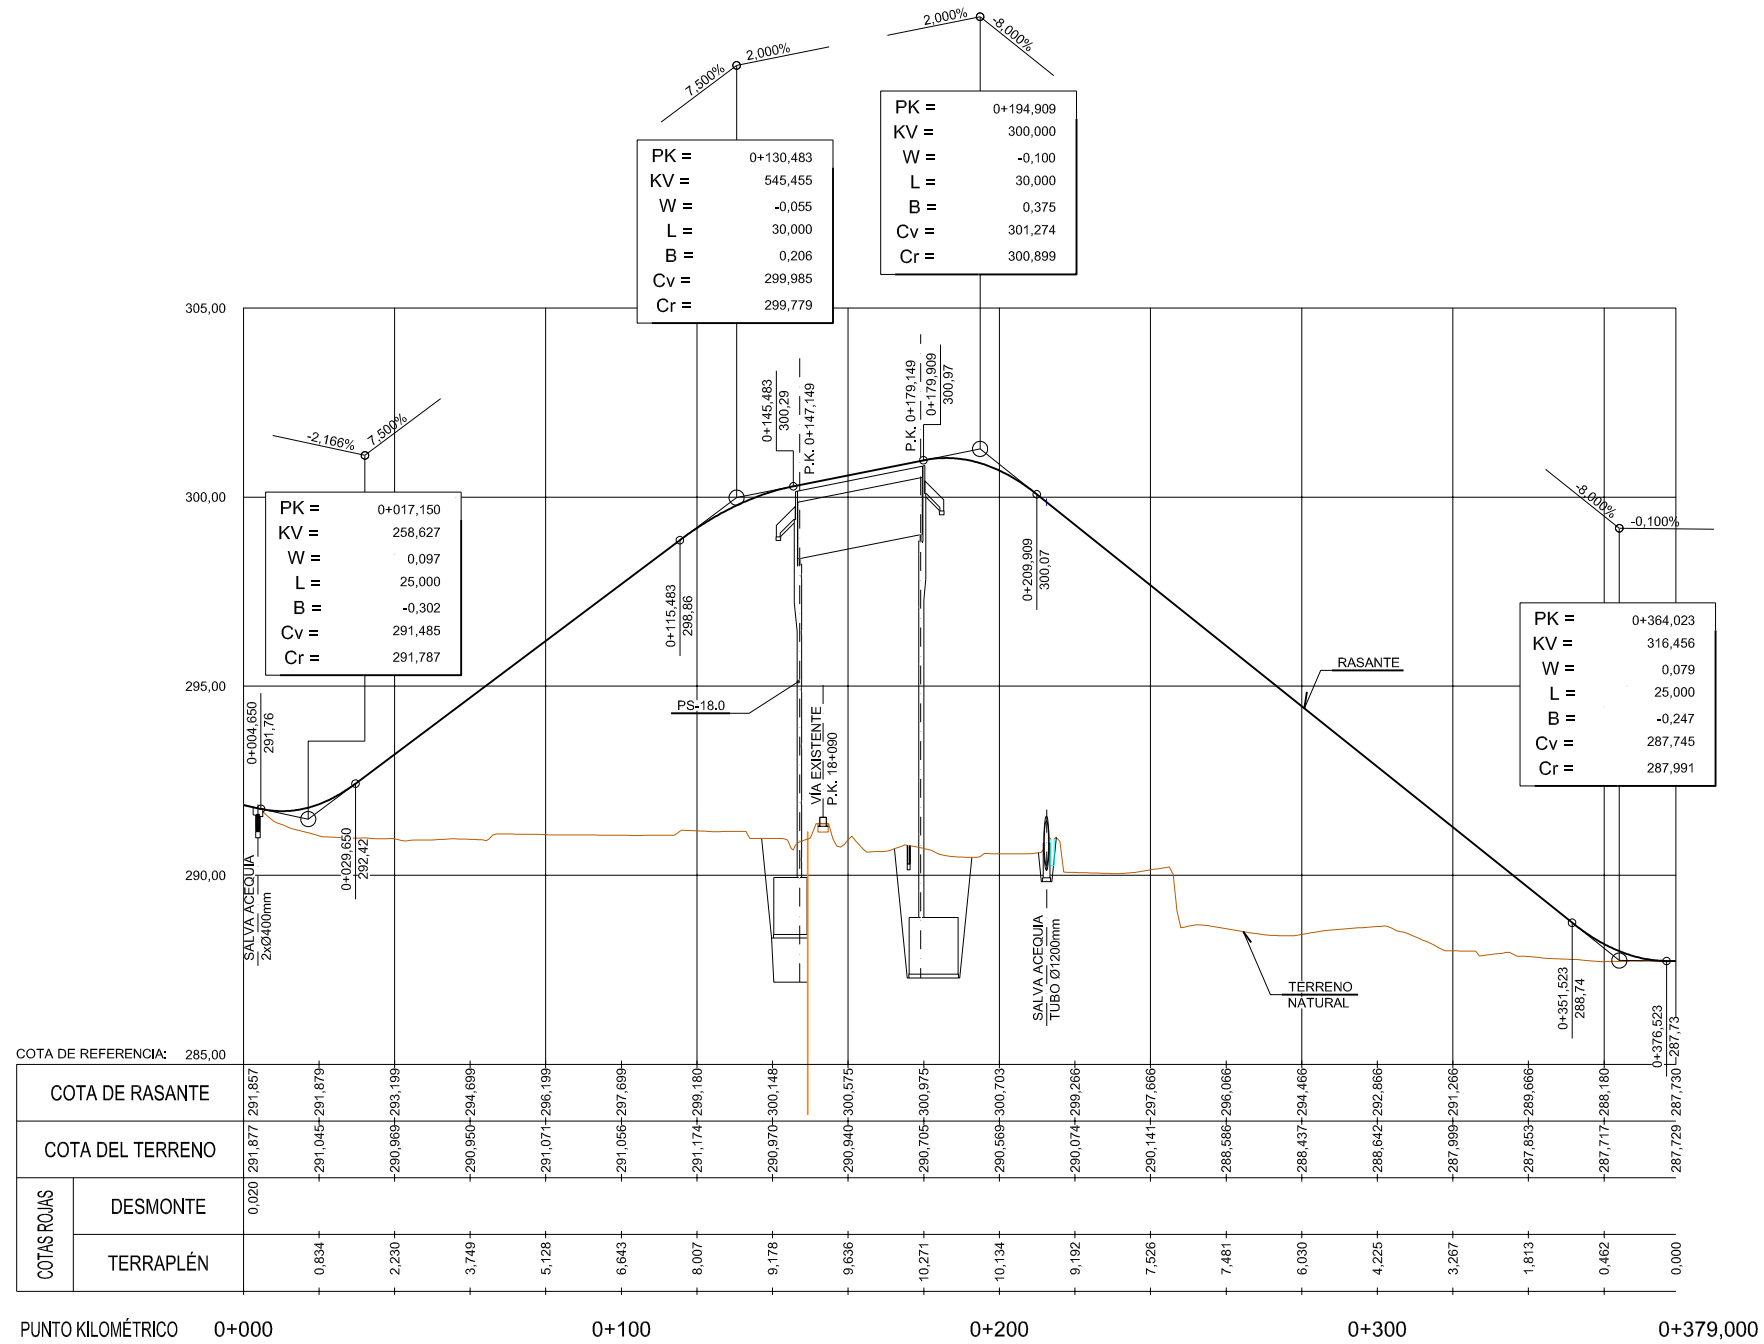 2,000%
-8,000%
7,500%
2,000%
PK = 0+194,909
KV = 300,000
W = -0,100
L = 30,000
B = 0,375
Cv = 301,274
Cr = 300,899
PK = 0+130,483
KV = 545,455
W = -0,055
L = 30,000
B = 0,206
Cv = 299,985
Cr = 299,779
-2,166%
7,500%
PK = 0+017,150
KV = 258,627
W = 0,097
L = 25,000
B = -0,302
Cv = 291,485
Cr = 291,787
-8,000%
-0,100%
PK = 0+364,023
KV = 316,456
W = 0,079
L = 25,000
B = -0,247
Cv = 287,745
Cr = 287,991
305,00
300,00
295,00
290,00
COTA DE REFERENCIA: 285,00
0+004,650
291,76
SALVA ACEQUIA
2xØ400mm
0+029,650
292,42
0+115,483
298,86
0+145,483
300,29
P.K. 0+147,149
P.K. 0+179,149
0+179,909
300,97
0+209,909
300,07
PS-18.0
VÍA EXISTENTE
P.K. 18+090
SALVA ACEQUIA
TUBO Ø1200mm
RASANTE
TERRENO
NATURAL
0+351,523
288,74
0+376,523
287,73
COTA DE RASANTE 291,857 291,879 293,199 294,699 296,199 297,699 299,180 300,148 300,575 300,975 300,703 299,266 297,666 296,066 294,466 292,866 291,266 289,666 288,180 287,730
COTA DEL TERRENO 291,877 291,045 290,969 290,950 291,071 291,056 291,174 290,970 290,940 290,705 290,569 290,074 290,141 288,586 288,437 288,642 287,999 287,853 287,717 287,729
COTAS ROJAS
DESMONTE 0,020
TERRAPLÉN 0,834 2,230 3,749 5,128 6,643 8,007 9,178 9,636 10,271 10,134 9,192 7,526 7,481 6,030 4,225 3,267 1,813 0,462 0,000
PUNTO KILOMÉTRICO 0+000 0+100 0+200 0+300 0+379,000